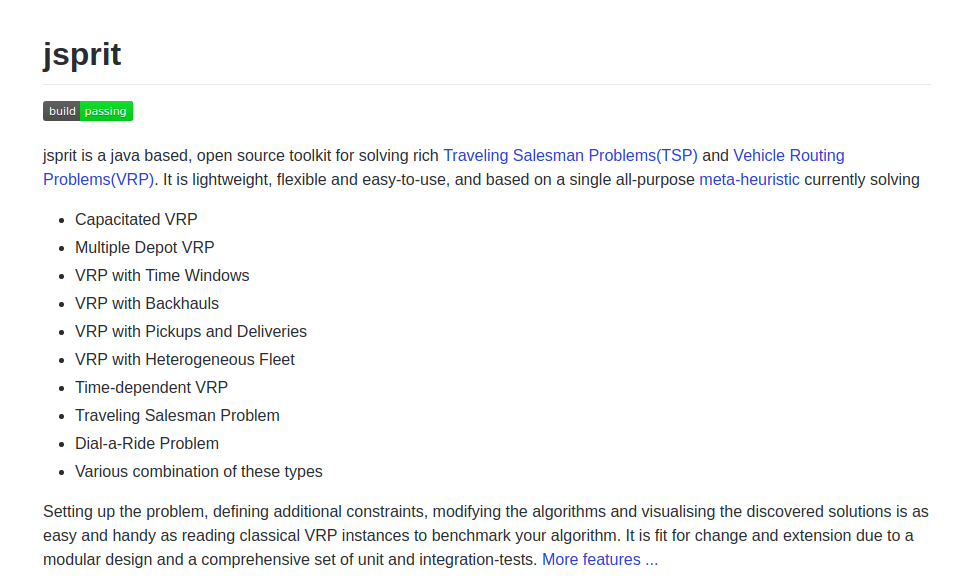 jsprit
build passing
jsprit is a java based, open source toolkit for solving rich Traveling Salesman Problems(TSP) and Vehicle Routing
Problems(VRP). It is lightweight, flexible and easy-to-use, and based on a single all-purpose meta-heuristic currently solving
• Capacitated VRP
• Multiple Depot VRP
• VRP with Time Windows
• VRP with Backhauls
• VRP with Pickups and Deliveries
• VRP with Heterogeneous Fleet
• Time-dependent VRP
• Traveling Salesman Problem
• Dial-a-Ride Problem
• Various combination of these types
Setting up the problem, defining additional constraints, modifying the algorithms and visualising the discovered solutions is as
easy and handy as reading classical VRP instances to benchmark your algorithm. It is fit for change and extension due to a
modular design and a comprehensive set of unit and integration-tests. More features ...